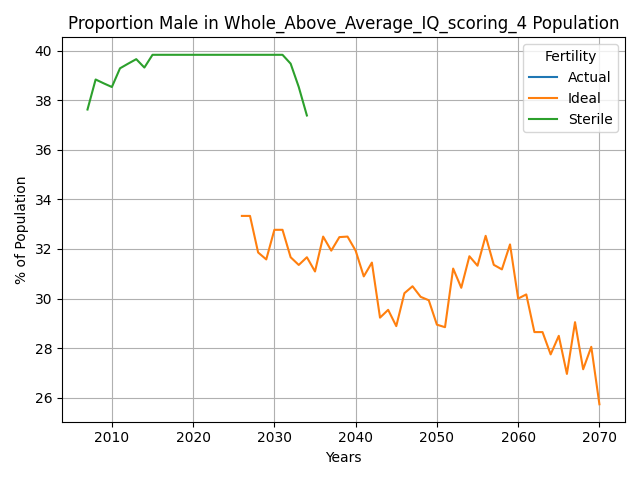 Proportion Male in Whole_Above_Average_IQ_scoring_4 Population
40
38
36
34
32
30
28
26
% of Population
Fertility
Actual
Ideal
Sterile
2010 2020 2030 2040 2050 2060 2070
Years